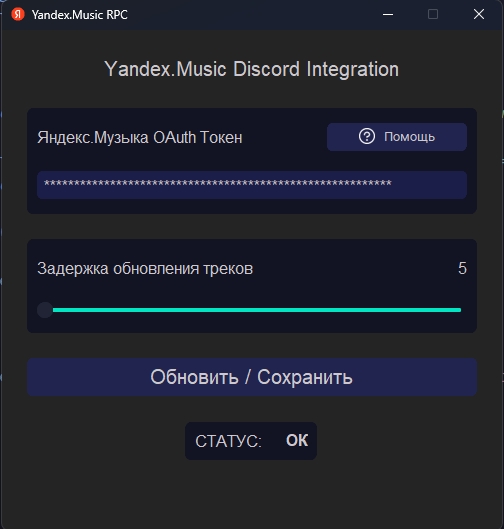 Я Yandex.Music RPC
Yandex.Music Discord Integration
Яндекс.Музыка OAuth Токен
? Помощь
**********************************************************
Задержка обновления треков 5
Обновить / Сохранить
СТАТУС: ОК